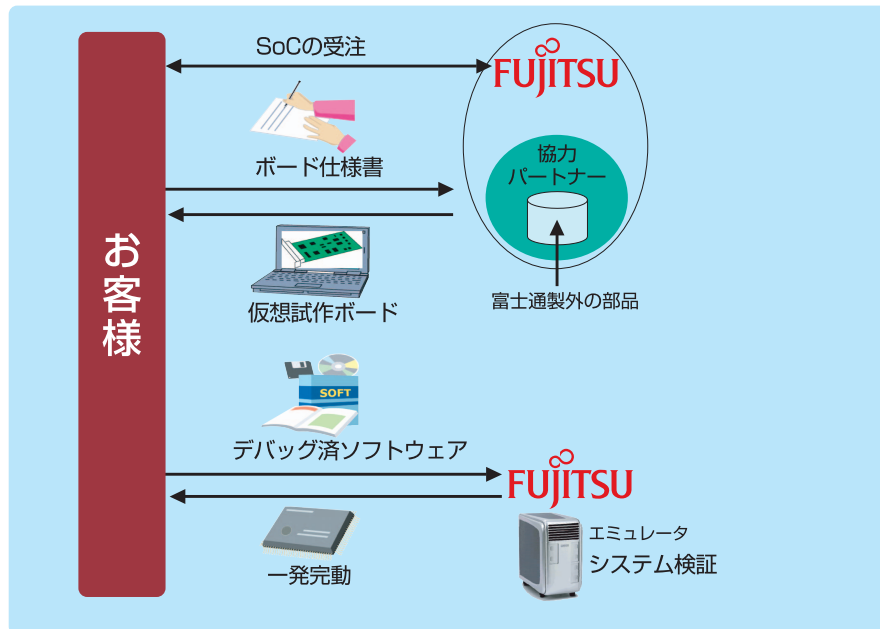 SoCの受注
FUJITSU
ボード仕様書
協力
パートナー
お客様
富士通製外の部品
仮想試作ボード
SOFT
デバッグ済ソフトウェア
FUJITSU
エミュレータ
システム検証
一発完動